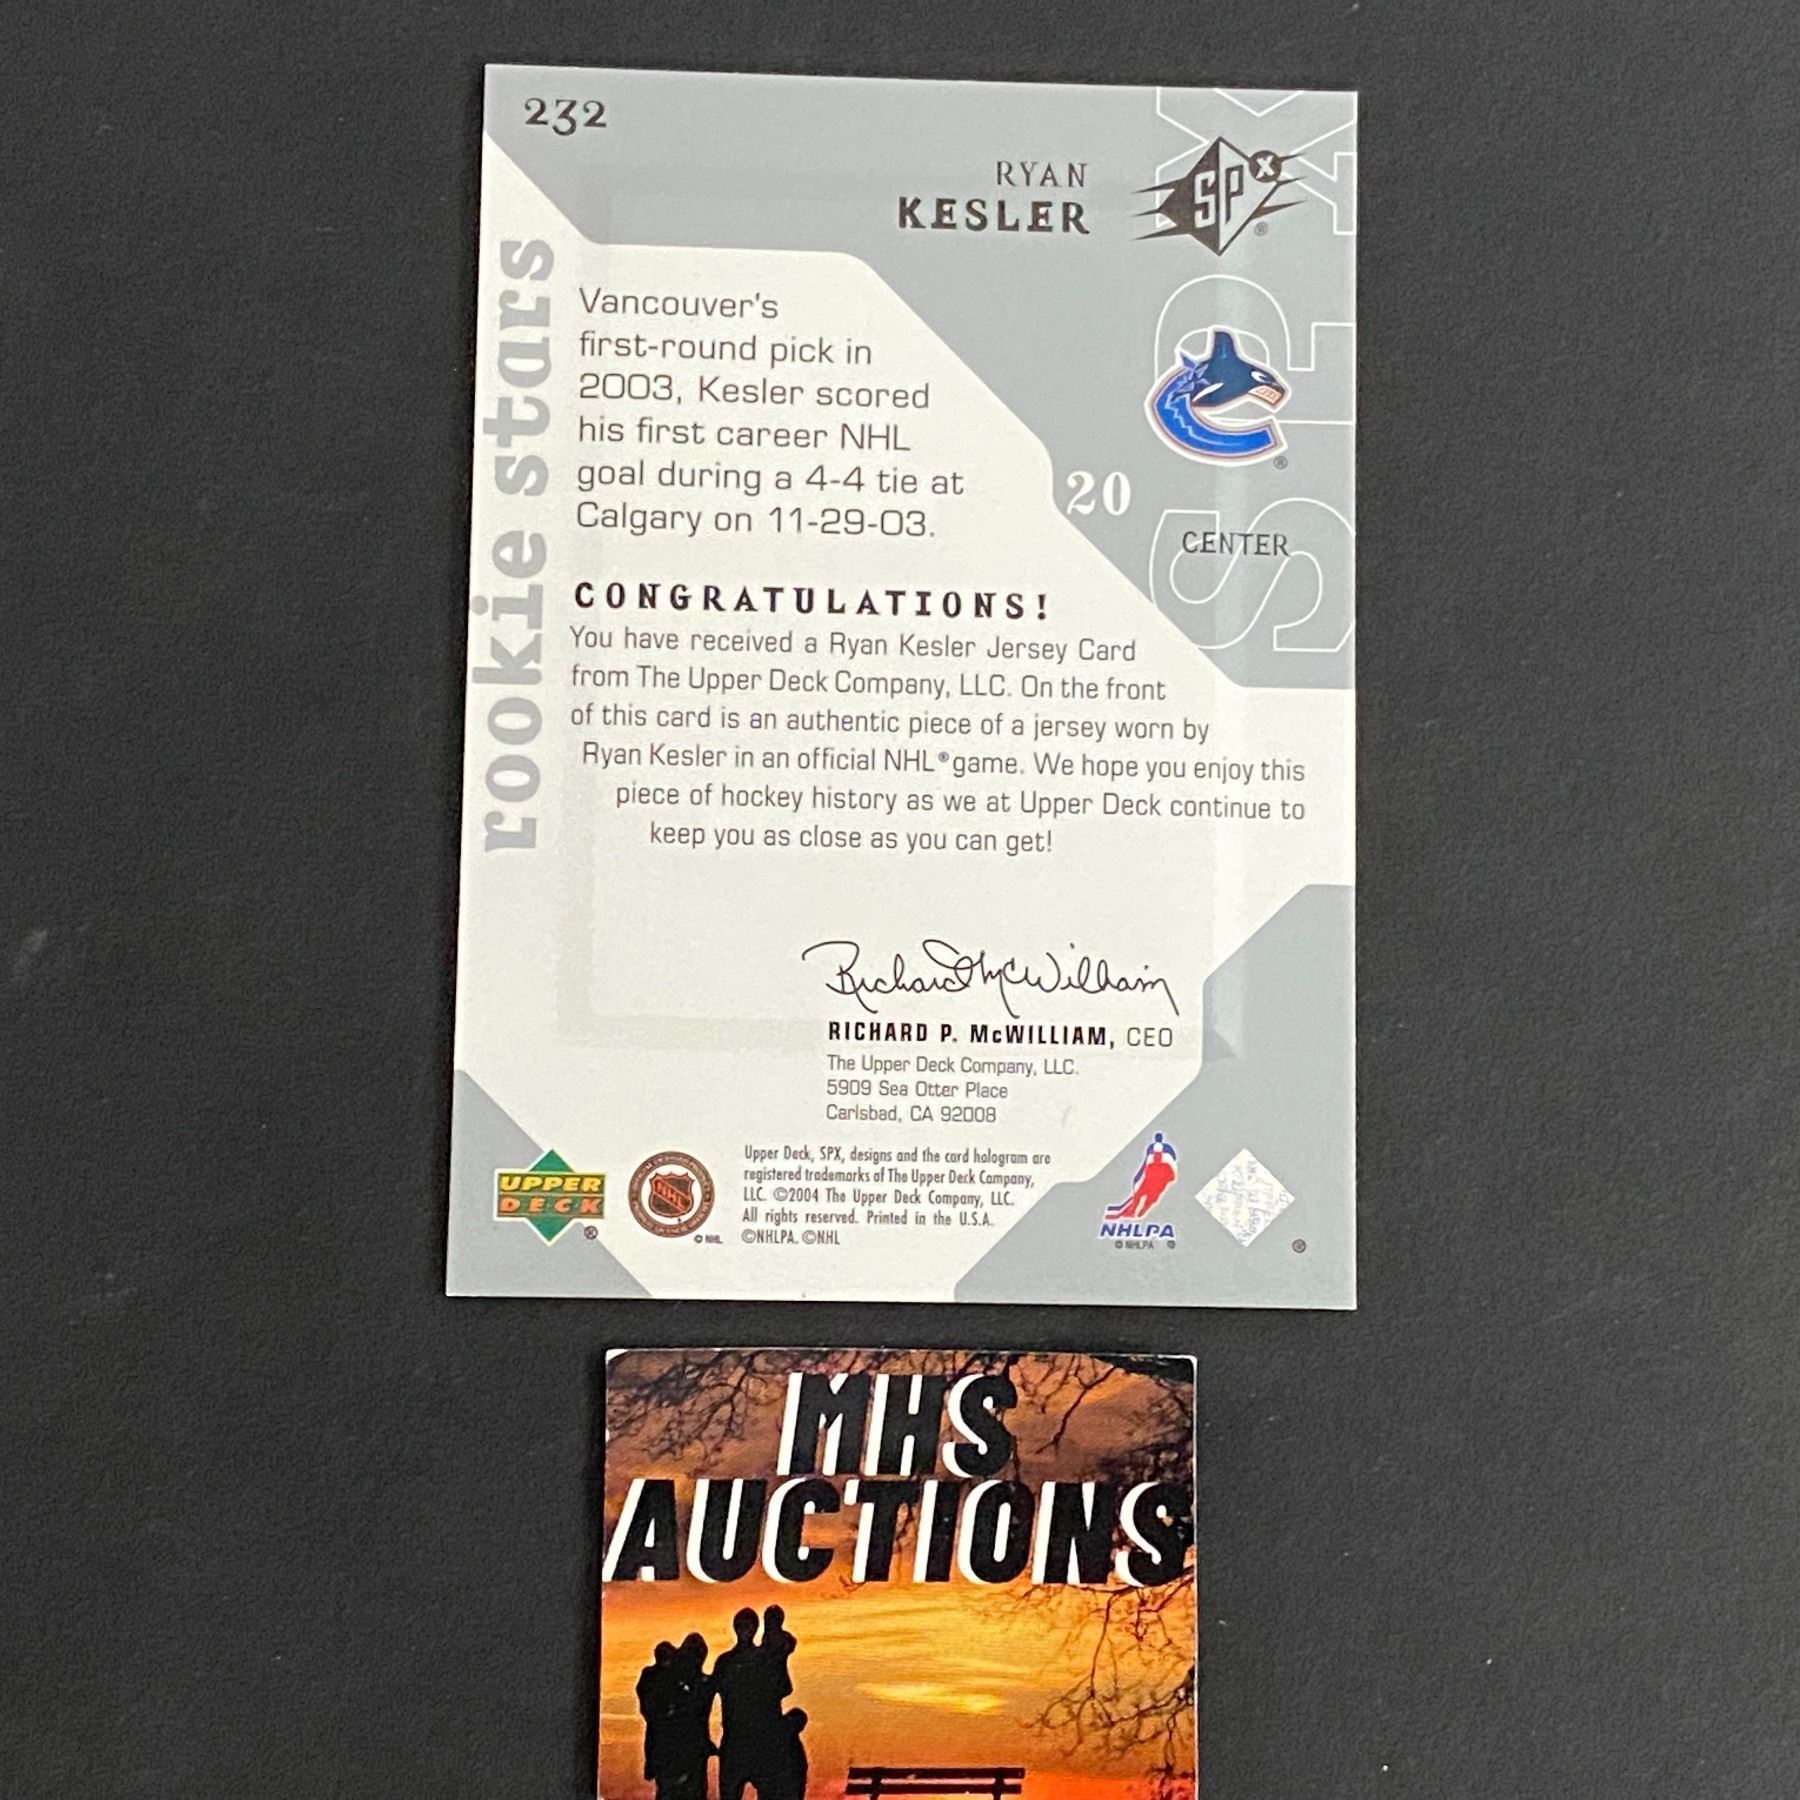 232
RYAN
KESLER
SPx
rookie stars
Vancouver's
first-round pick in
2003, Kesler scored
his first career NHL
goal during a 4-4 tie at
Calgary on 11-29-03.
20
CENTER
SPX
CONGRATULATIONS!
You have received a Ryan Kesler Jersey Card
from The Upper Deck Company, LLC. On the front
of this card is an authentic piece of a jersey worn by
Ryan Kesler in an official NHL® game. We hope you enjoy this
piece of hockey history as we at Upper Deck continue to
keep you as close as you can get!
Richard McWilliam
RICHARD P. McWILLIAM, CEO
The Upper Deck Company, LLC.
5909 Sea Otter Place
Carlsbad, CA 92008
UPPER
DECK
®
NHL
© NHL
Upper Deck, SPX, designs and the card hologram are
registered trademarks of The Upper Deck Company,
LLC. ©2004 The Upper Deck Company, LLC.
All rights reserved. Printed in the U.S.A.
©NHLPA. ©NHL
NHLPA
© NHLPA ®
®
MHS
AUCTIONS